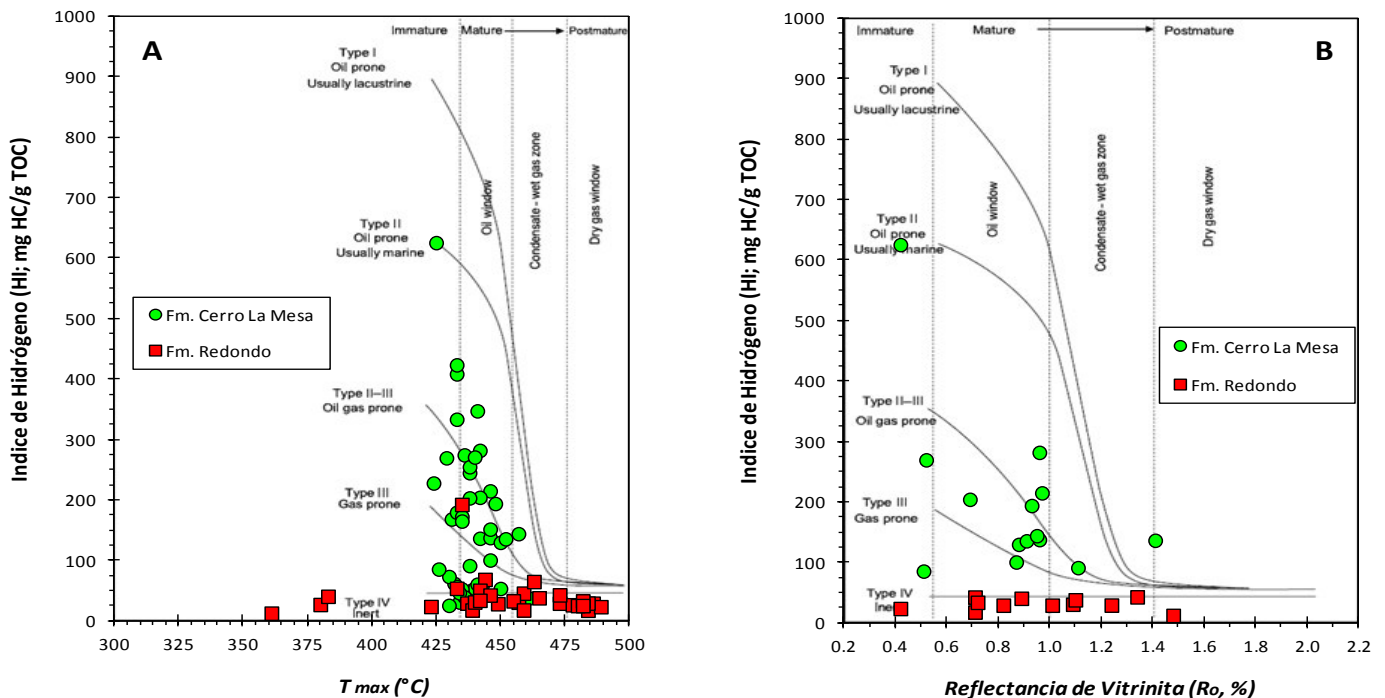 A
Immature
Mature
Postmature
Type I
Oil prone
Usually lacustrine
Type II
Oil prone
Usually marine
Type II–III
Oil gas prone
Type III
Gas prone
Type IV
Inert
Oil window
Condensate - wet gas zone
Dry gas window
Fm. Cerro La Mesa
Fm. Redondo
Indice de Hidrógeno (HI; mg HC/g TOC)
1000
900
800
700
600
500
400
300
200
100
0
300
325
350
375
400
425
450
475
500
T max (°C)
B
Immature
Mature
Postmature
Type I
Oil prone
Usually lacustrine
Type II
Oil prone
Usually marine
Type II–III
Oil gas prone
Type III
Gas prone
Type IV
Inert
Oil window
Condensate - wet gas zone
Dry gas window
Fm. Cerro La Mesa
Fm. Redondo
Indice de Hidrógeno (HI; mg HC/g TOC)
1000
900
800
700
600
500
400
300
200
100
0
0.2
0.4
0.6
0.8
1.0
1.2
1.4
1.6
1.8
2.0
2.2
Reflectancia de Vitrinita (Ro, %)